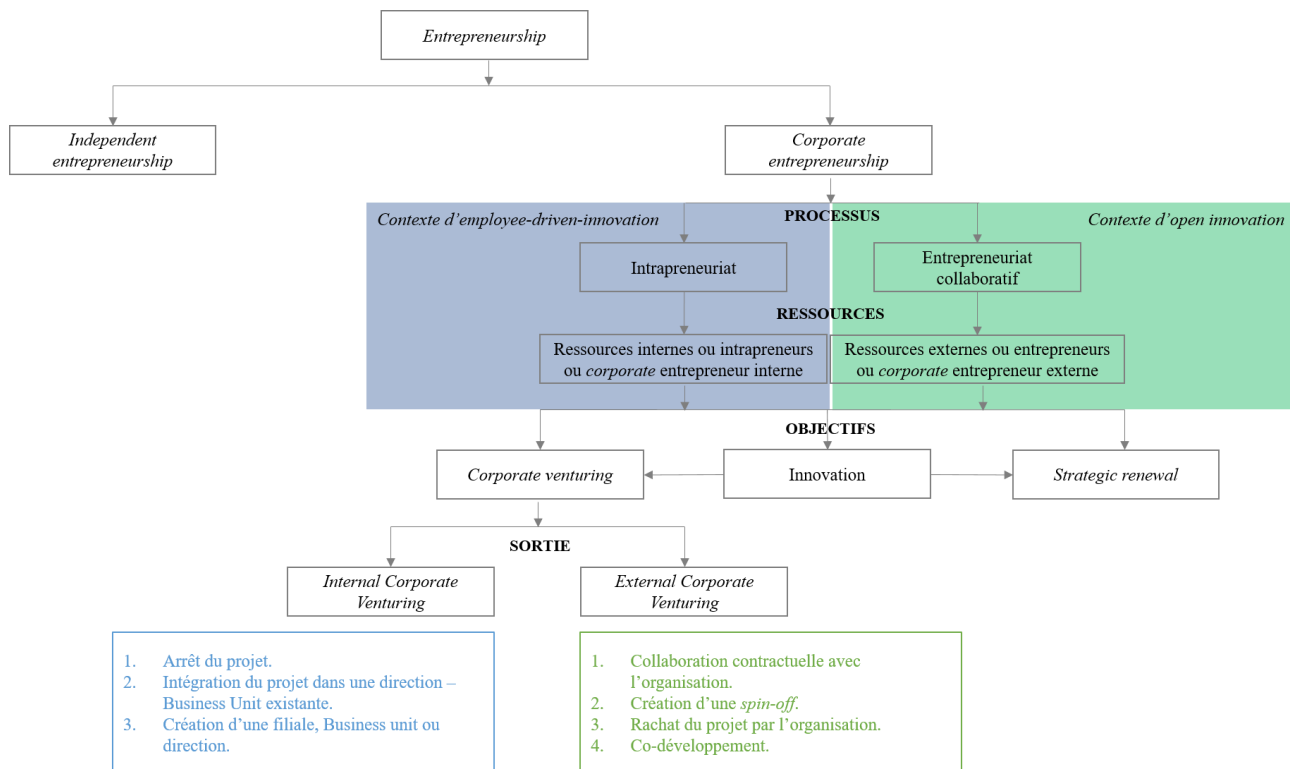 Entrepreneurship
Independent
entrepreneurship
Corporate
entrepreneurship
Contexte d’employee-driven-innovation
PROCESSUS
Contexte d’open innovation
Intrapreneuriat
Entrepreneuriat
collaboratif
RESSOURCES
Ressources internes ou intrapreneurs
ou corporate entrepreneur interne
Ressources externes ou entrepreneurs
ou corporate entrepreneur externe
OBJECTIFS
Corporate venturing
Innovation
Strategic renewal
SORTIE
Internal Corporate
Venturing
External Corporate
Venturing
1. Arrêt du projet.
2. Intégration du projet dans une direction –
Business Unit existante.
3. Création d’une filiale, Business unit ou
direction.
1. Collaboration contractuelle avec
l’organisation.
2. Création d’une spin-off.
3. Rachat du projet par l’organisation.
4. Co-développement.